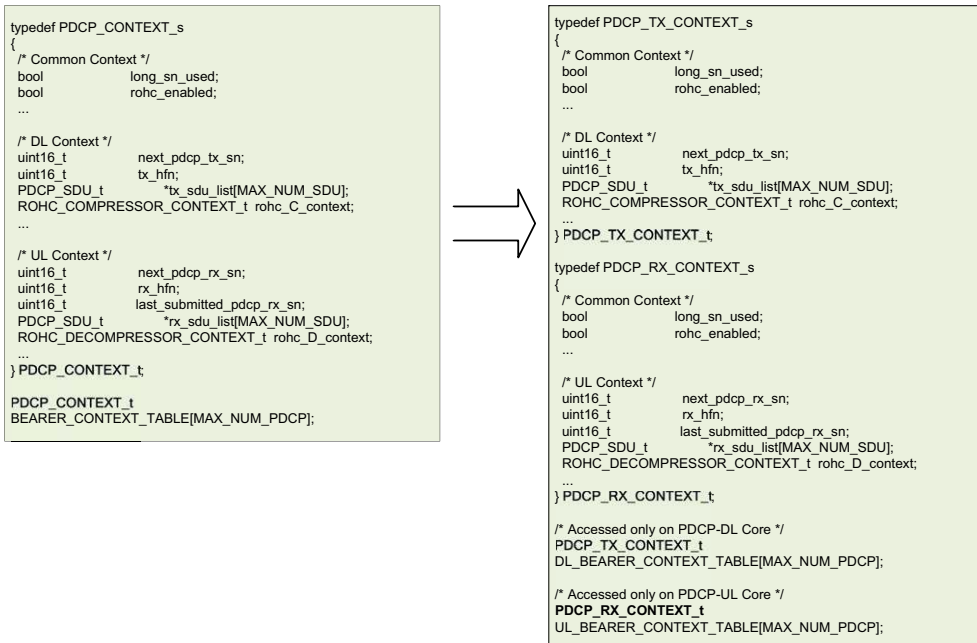 typedef PDCP_CONTEXT_s
{
/* Common Context */
bool long_sn_used;
bool rohc_enabled;
...
/* DL Context */
uint16_t next_pdcp_tx_sn;
uint16_t tx_hfn;
PDCP_SDU_t *tx_sdu_list[MAX_NUM_SDU];
ROHC_COMPRESSOR_CONTEXT_t rohc_C_context;
...
/* UL Context */
uint16_t next_pdcp_rx_sn;
uint16_t rx_hfn;
uint16_t last_submitted_pdcp_rx_sn;
PDCP_SDU_t *rx_sdu_list[MAX_NUM_SDU];
ROHC_DECOMPRESSOR_CONTEXT_t rohc_D_context;
...
} PDCP_CONTEXT_t;
PDCP_CONTEXT_t
BEARER_CONTEXT_TABLE[MAX_NUM_PDCP];
typedef PDCP_TX_CONTEXT_s
{
/* Common Context */
bool long_sn_used;
bool rohc_enabled;
...
/* DL Context */
uint16_t next_pdcp_tx_sn;
uint16_t tx_hfn;
PDCP_SDU_t *tx_sdu_list[MAX_NUM_SDU];
ROHC_COMPRESSOR_CONTEXT_t rohc_C_context;
...
} PDCP_TX_CONTEXT_t;
typedef PDCP_RX_CONTEXT_s
{
/* Common Context */
bool long_sn_used;
bool rohc_enabled;
...
/* UL Context */
uint16_t next_pdcp_rx_sn;
uint16_t rx_hfn;
uint16_t last_submitted_pdcp_rx_sn;
PDCP_SDU_t *rx_sdu_list[MAX_NUM_SDU];
ROHC_DECOMPRESSOR_CONTEXT_t rohc_D_context;
...
} PDCP_RX_CONTEXT_t;
/* Accessed only on PDCP-DL Core */
PDCP_TX_CONTEXT_t
DL_BEARER_CONTEXT_TABLE[MAX_NUM_PDCP];
/* Accessed only on PDCP-UL Core */
PDCP_RX_CONTEXT_t
UL_BEARER_CONTEXT_TABLE[MAX_NUM_PDCP];